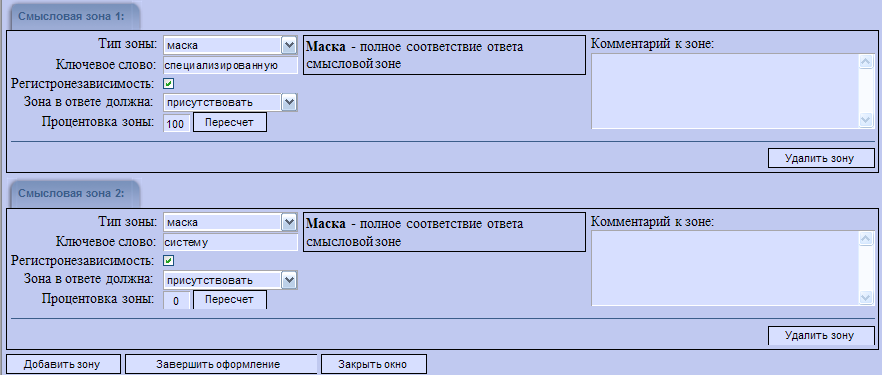 Смысловая зона 1:
Тип зоны: маска
Маска - полное соответствие ответа смысловой зоне
Комментарий к зоне:
Ключевое слово: специализированную
Регистронезависимость:
Зона в ответе должна: присутствовать
Процентовка зоны: 100 Пересчет
Удалить зону
Смысловая зона 2:
Тип зоны: маска
Маска - полное соответствие ответа смысловой зоне
Комментарий к зоне:
Ключевое слово: систему
Регистронезависимость:
Зона в ответе должна: присутствовать
Процентовка зоны: 0 Пересчет
Удалить зону
Добавить зону Завершить оформление Закрыть окно